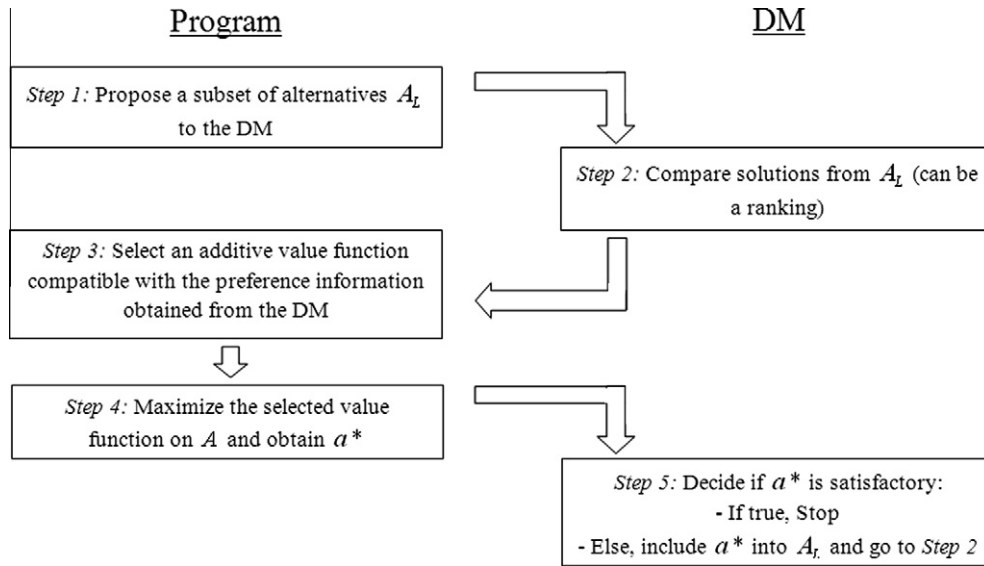 Program
DM
Step 1: Propose a subset of alternatives A_L
to the DM
Step 2: Compare solutions from A_L (can be
a ranking)
Step 3: Select an additive value function
compatible with the preference information
obtained from the DM
Step 4: Maximize the selected value
function on A and obtain a*
Step 5: Decide if a* is satisfactory:
- If true, Stop
- Else, include a* into A_L and go to Step 2